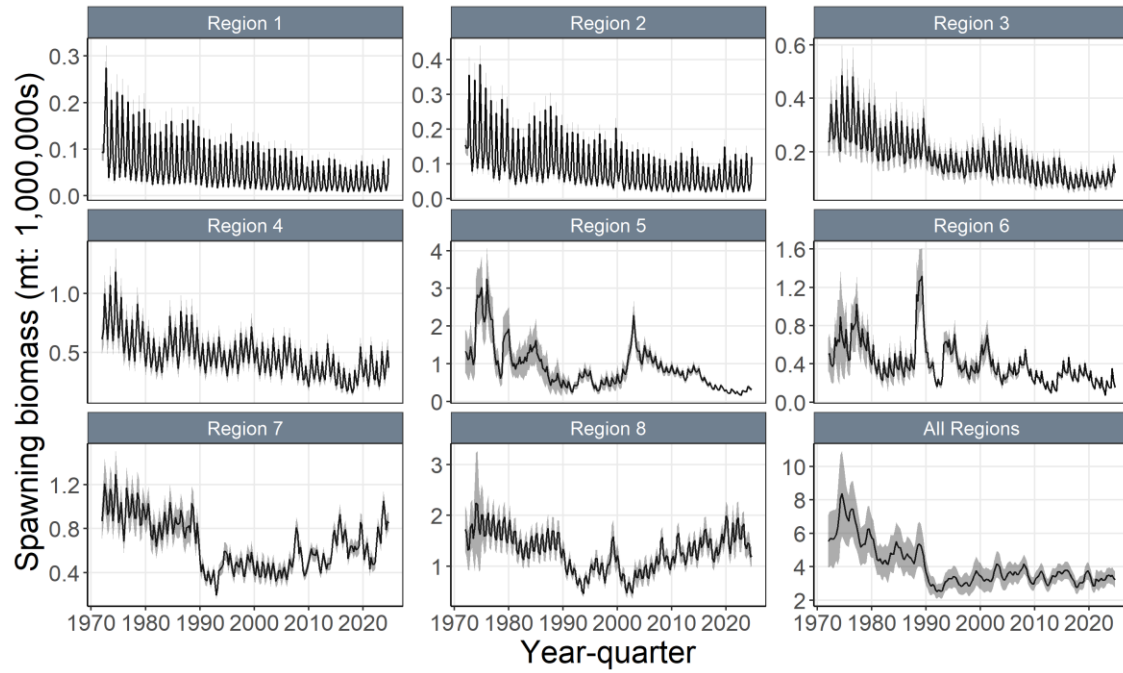 Spawning biomass (mt: 1,000,000s)
Region 1
Region 2
Region 3
0.3
0.2
0.1
0.0
0.4
0.3
0.2
0.1
0.0
0.6
0.4
0.2
Region 4
Region 5
Region 6
1.0
0.5
4
3
2
1
0
1.6
1.2
0.8
0.4
0.0
Region 7
Region 8
All Regions
1.2
0.8
0.4
3
2
1
10
8
6
4
2
1970 1980 1990 2000 2010 2020
1970 1980 1990 2000 2010 2020
1970 1980 1990 2000 2010 2020
Year-quarter